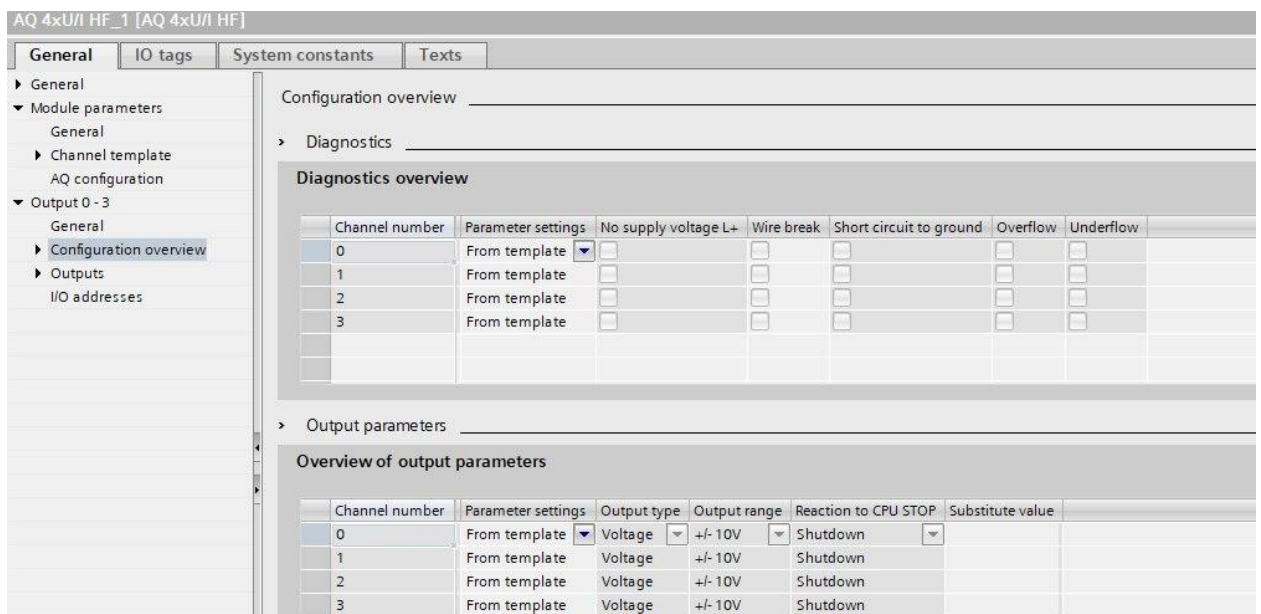 AQ 4xU/I HF_1 [AQ 4xU/I HF]
General IO tags System constants Texts
General
Module parameters
General
Channel template
AQ configuration
Output 0 - 3
General
Configuration overview
Outputs
I/O addresses
Configuration overview
Diagnostics
Diagnostics overview
Channel number Parameter settings No supply voltage L+ Wire break Short circuit to ground Overflow Underflow
0 From template
1 From template
2 From template
3 From template
Output parameters
Overview of output parameters
Channel number Parameter settings Output type Output range Reaction to CPU STOP Substitute value
0 From template Voltage +/- 10V Shutdown
1 From template Voltage +/- 10V Shutdown
2 From template Voltage +/- 10V Shutdown
3 From template Voltage +/- 10V Shutdown